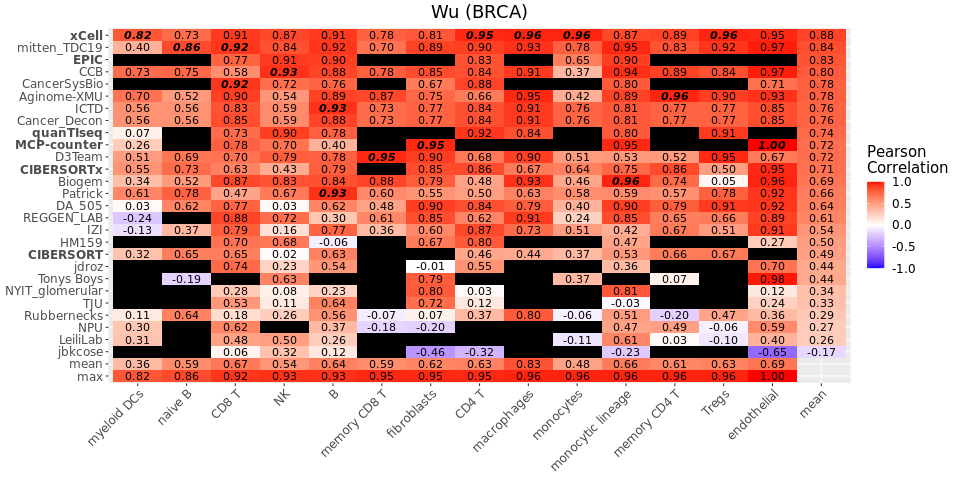 Wu (BRCA)
xCell 0.82 0.73 0.91 0.87 0.91 0.78 0.81 0.95 0.96 0.96 0.87 0.89 0.96 0.95 0.88
mitten_TDC19 0.40 0.86 0.92 0.84 0.92 0.70 0.89 0.90 0.93 0.78 0.95 0.83 0.92 0.97 0.84
EPIC 0.77 0.91 0.90 0.83 0.65 0.90 0.83
CCB 0.73 0.75 0.58 0.93 0.88 0.78 0.85 0.84 0.91 0.37 0.94 0.89 0.84 0.97 0.80
CancerSysBio 0.92 0.72 0.76 0.67 0.88 0.80 0.71 0.78
Aginome-XMU 0.70 0.52 0.90 0.54 0.89 0.87 0.75 0.66 0.95 0.42 0.89 0.96 0.90 0.93 0.78
ICTD 0.56 0.56 0.83 0.59 0.93 0.73 0.77 0.84 0.91 0.76 0.81 0.77 0.77 0.85 0.76
Cancer_Decon 0.56 0.56 0.85 0.59 0.88 0.73 0.77 0.84 0.91 0.76 0.81 0.77 0.77 0.85 0.76
quanTIseq 0.07 0.73 0.90 0.78 0.92 0.84 0.80 0.91 0.74
MCP-counter 0.26 0.78 0.70 0.40 0.95 0.95 1.00 0.72
D3Team 0.51 0.69 0.70 0.79 0.78 0.95 0.90 0.68 0.90 0.51 0.53 0.52 0.95 0.67 0.72
CIBERSORTx 0.55 0.73 0.63 0.43 0.79 0.85 0.86 0.67 0.64 0.75 0.86 0.50 0.95 0.71
Biogem 0.34 0.52 0.87 0.83 0.84 0.88 0.79 0.48 0.93 0.46 0.96 0.74 0.05 0.96 0.69
Patrick 0.61 0.78 0.47 0.67 0.93 0.44 0.85 0.50 0.63 0.58 0.59 0.57 0.77 0.92 0.66
DA_505 0.03 0.62 0.77 0.03 0.62 0.48 0.90 0.84 0.79 0.40 0.90 0.79 0.91 0.92 0.64
REGGEN_LAB -0.24 0.88 0.72 0.30 0.61 0.85 0.62 0.91 0.24 0.85 0.65 0.66 0.89 0.61
IZI -0.13 0.37 0.79 0.16 0.77 0.36 0.60 0.87 0.51 0.42 0.67 0.51 0.91 0.54
HM159 0.70 0.68 -0.06 0.67 0.80 0.47 0.27 0.50
CIBERSORT 0.32 0.65 0.65 0.02 0.63 0.46 0.44 0.37 0.53 0.66 0.67 0.49
jdroz 0.74 0.23 0.54 -0.01 0.55 0.36 0.70 0.44
Tonys Boys -0.19 0.63 0.79 0.37 0.07 0.98 0.44
NYIT_glomerular 0.28 0.08 0.23 0.80 0.03 0.81 0.12 0.34
TJU 0.53 0.11 0.64 0.72 0.12 -0.03 0.24 0.33
Rubbernecks 0.11 0.64 0.18 0.26 0.56 -0.07 0.07 0.37 0.80 -0.06 0.51 -0.20 0.47 0.36 0.29
NPU 0.30 0.62 0.37 -0.18 -0.20 0.47 0.49 -0.06 0.59 0.27
LeiliLab 0.31 0.48 0.50 0.26 -0.11 0.61 0.03 -0.10 0.40 0.26
jbkcose 0.06 0.32 0.12 -0.46 -0.32 -0.23 -0.65 -0.17
mean 0.36 0.59 0.67 0.54 0.64 0.59 0.62 0.63 0.83 0.48 0.66 0.61 0.63 0.69
max 0.82 0.86 0.92 0.93 0.93 0.95 0.95 0.95 0.96 0.96 0.96 0.96 0.96 1.00
myeloid DCs
naive B
CD8 T
NK
B
memory CD8 T
fibroblasts
CD4 T
macrophages
monocytes
monocytic lineage
memory CD4 T
Tregs
endothelial
mean
Pearson
Correlation
1.0
0.5
0.0
-0.5
-1.0